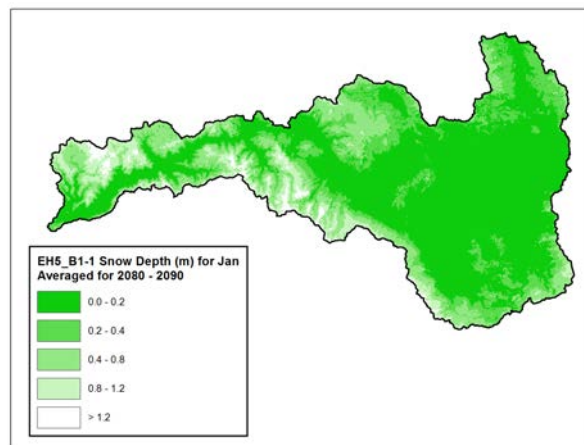 EH5_B1-1 Snow Depth (m) for Jan
Averaged for 2080 - 2090
0.0 - 0.2
0.2 - 0.4
0.4 - 0.8
0.8 - 1.2
> 1.2